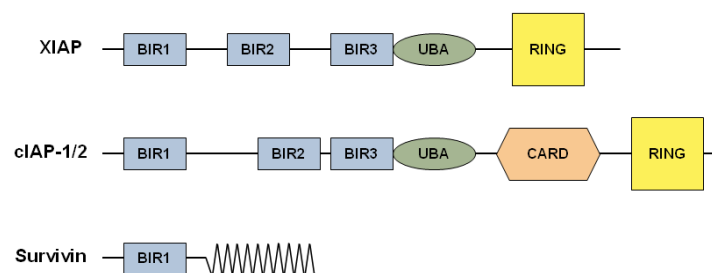 XIAP BIR1 BIR2 BIR3 UBA RING
cIAP-1/2 BIR1 BIR2 BIR3 UBA CARD RING
Survivin BIR1